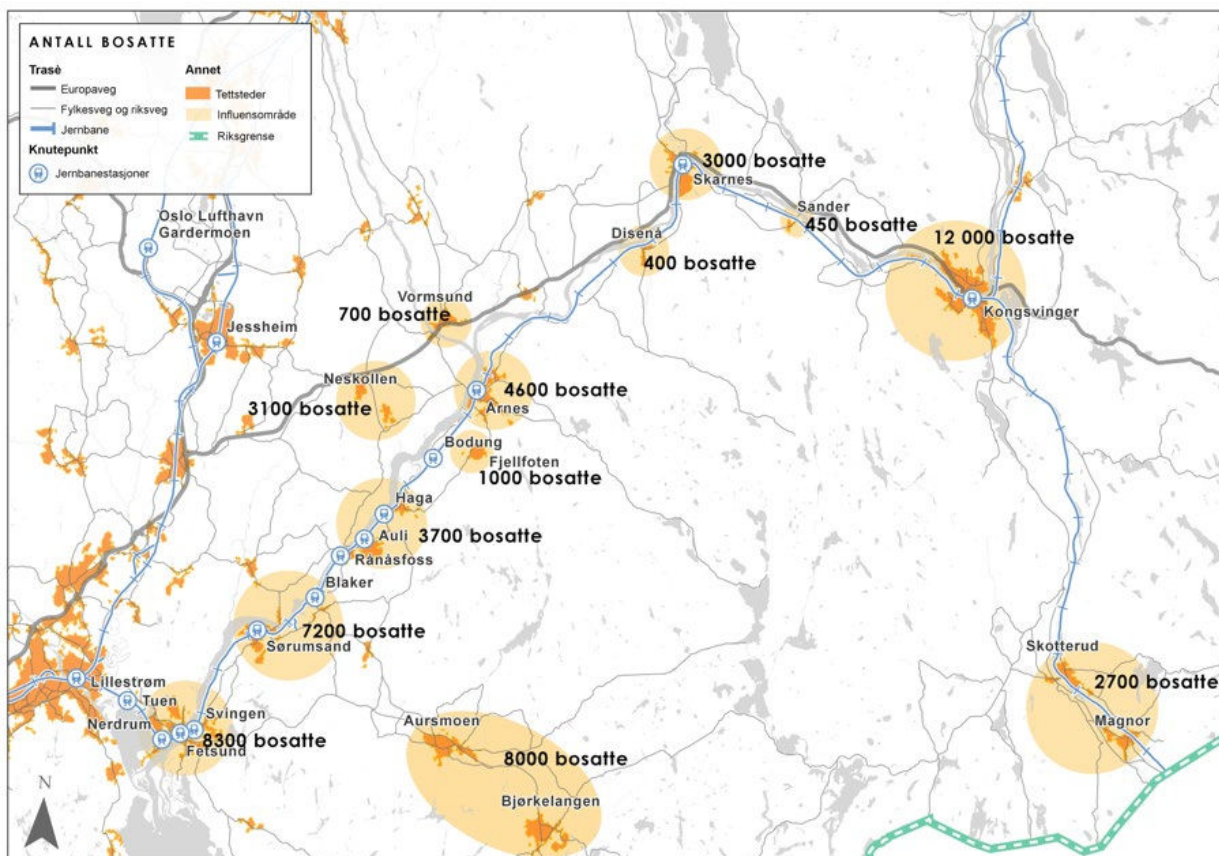 ANTALL BOSATTE
Trasè
Europaveg
Fylkesveg og riksveg
Jernbane
Knutepunkt
Jernbanestasjoner
Annet
Tettsteder
Influensområde
Riksgrense
Oslo Lufthavn
Gardermoen
Jessheim
3000 bosatte
Skarnes
Sander
450 bosatte
12 000 bosatte
Kongsvinger
Disenå
400 bosatte
Vormsund
700 bosatte
Neskollen
3100 bosatte
4600 bosatte
Årnes
Bodung
Fjellfoten
1000 bosatte
Haga
Auli
3700 bosatte
Rånåsfoss
Blaker
7200 bosatte
Sørumsand
Lillestrøm
Tuen
Nerdrum
Svingen
8300 bosatte
Fetsund
Aursmoen
8000 bosatte
Bjørkelangen
Skotterud
2700 bosatte
Magnor
N